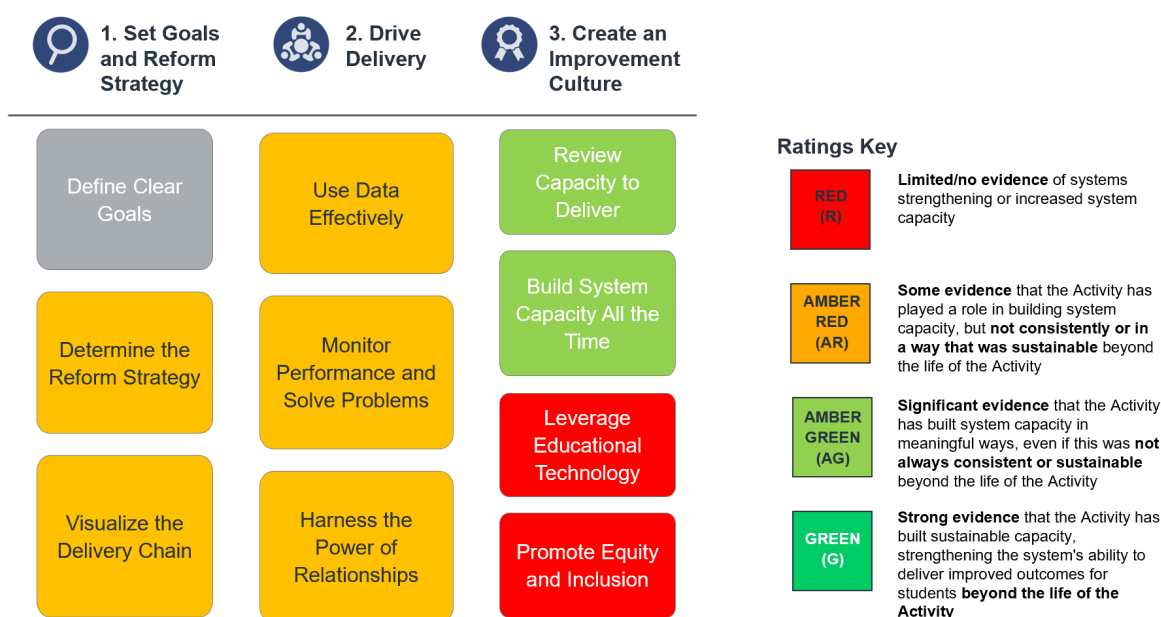 1. Set Goals
and Reform
Strategy
2. Drive
Delivery
3. Create an
Improvement
Culture
Define Clear
Goals
Determine the
Reform Strategy
Visualize the
Delivery Chain
Use Data
Effectively
Monitor
Performance and
Solve Problems
Harness the
Power of
Relationships
Review
Capacity to
Deliver
Build System
Capacity All the
Time
Leverage
Educational
Technology
Promote Equity
and Inclusion
Ratings Key
RED
(R)
Limited/no evidence of systems
strengthening or increased system
capacity
AMBER
RED
(AR)
Some evidence that the Activity has
played a role in building system
capacity, but not consistently or in
a way that was sustainable beyond
the life of the Activity
AMBER
GREEN
(AG)
Significant evidence that the Activity
has built system capacity in
meaningful ways, even if this was not
always consistent or sustainable
beyond the life of the Activity
GREEN
(G)
Strong evidence that the Activity has
built sustainable capacity,
strengthening the system's ability to
deliver improved outcomes for
students beyond the life of the
Activity